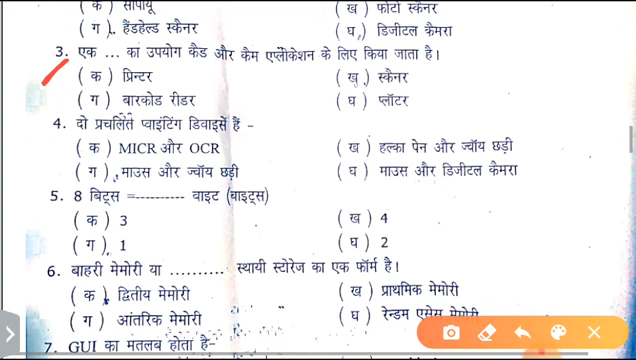 ( क ) सीपीयू ( ख ) फोटो स्कैनर
( ग ). हैंडहेल्ड स्कैनर ( घ ) डिजीटल कैमरा
3. एक ... का उपयोग कैड और कैम एप्लीकेशन के लिए किया जाता है।
( क ) प्रिन्टर ( ख ) स्कैनर
( ग ) बारकोड रीडर ( घ ) प्लॉटर
4. दो प्रचलित प्वाइंटिंग डिवाइसें हैं -
( क ) MICR और OCR ( ख ) हल्का पेन और ज्वॉय छड़ी
( ग ) माउस और ज्वॉय छड़ी ( घ ) माउस और डिजीटल कैमरा
5. 8 बिट्स =---------- वाइट (बाइट्स)
( क ) 3 ( ख ) 4
( ग ) 1 ( घ ) 2
6. बाहरी मेमोरी या .......... स्थायी स्टोरेज का एक फॉर्म है।
( क ) द्वितीय मेमोरी ( ख ) प्राथमिक मेमोरी
( ग ) आंतरिक मेमोरी ( घ ) रेन्डम एसेस मेमोरी
7. GUI का मतलब होता है-